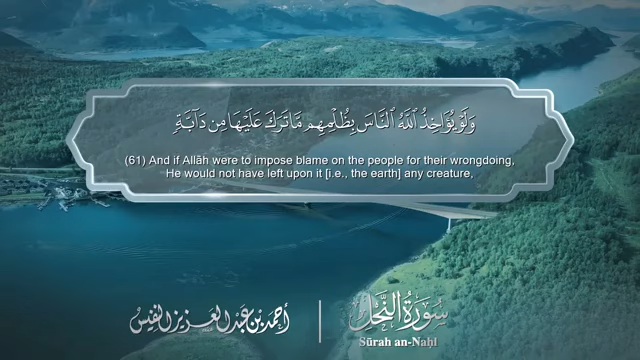 وَلَوْ يُؤَاخِذُ ٱللَّهُ ٱلنَّاسَ بِظُلْمِهِم مَّا تَرَكَ عَلَيْهَا مِن دَآبَّةٍ
(61) And if Allāh were to impose blame on the people for their wrongdoing,
He would not have left upon it [i.e., the earth] any creature,
أحمد بن عبد العزيز النفيس | سُورَةُ النَّحْل
Sūrah an-Naḥl